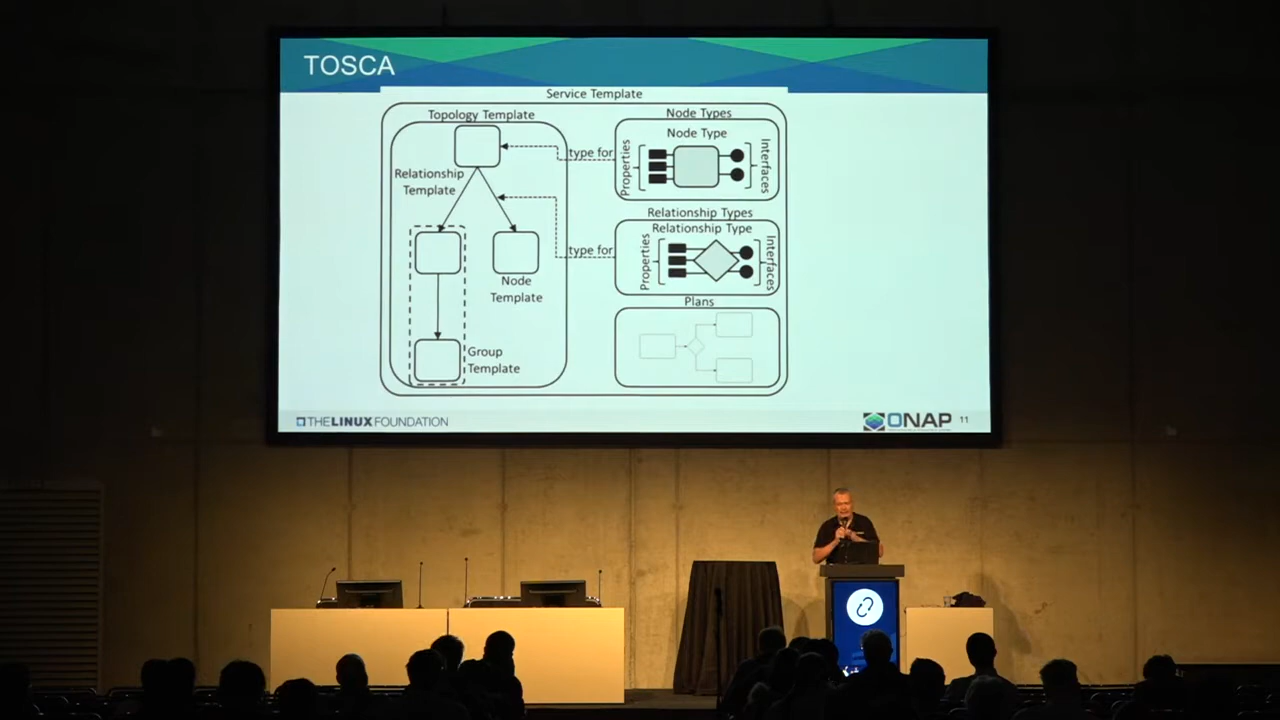 TOSCA
Service Template
Topology Template
Relationship
Template
Node
Template
Group
Template
type for
type for
Node Types
Node Type
Properties
Interfaces
Relationship Types
Relationship Type
Properties
Interfaces
Plans
THE LINUX FOUNDATION
ONAP
11